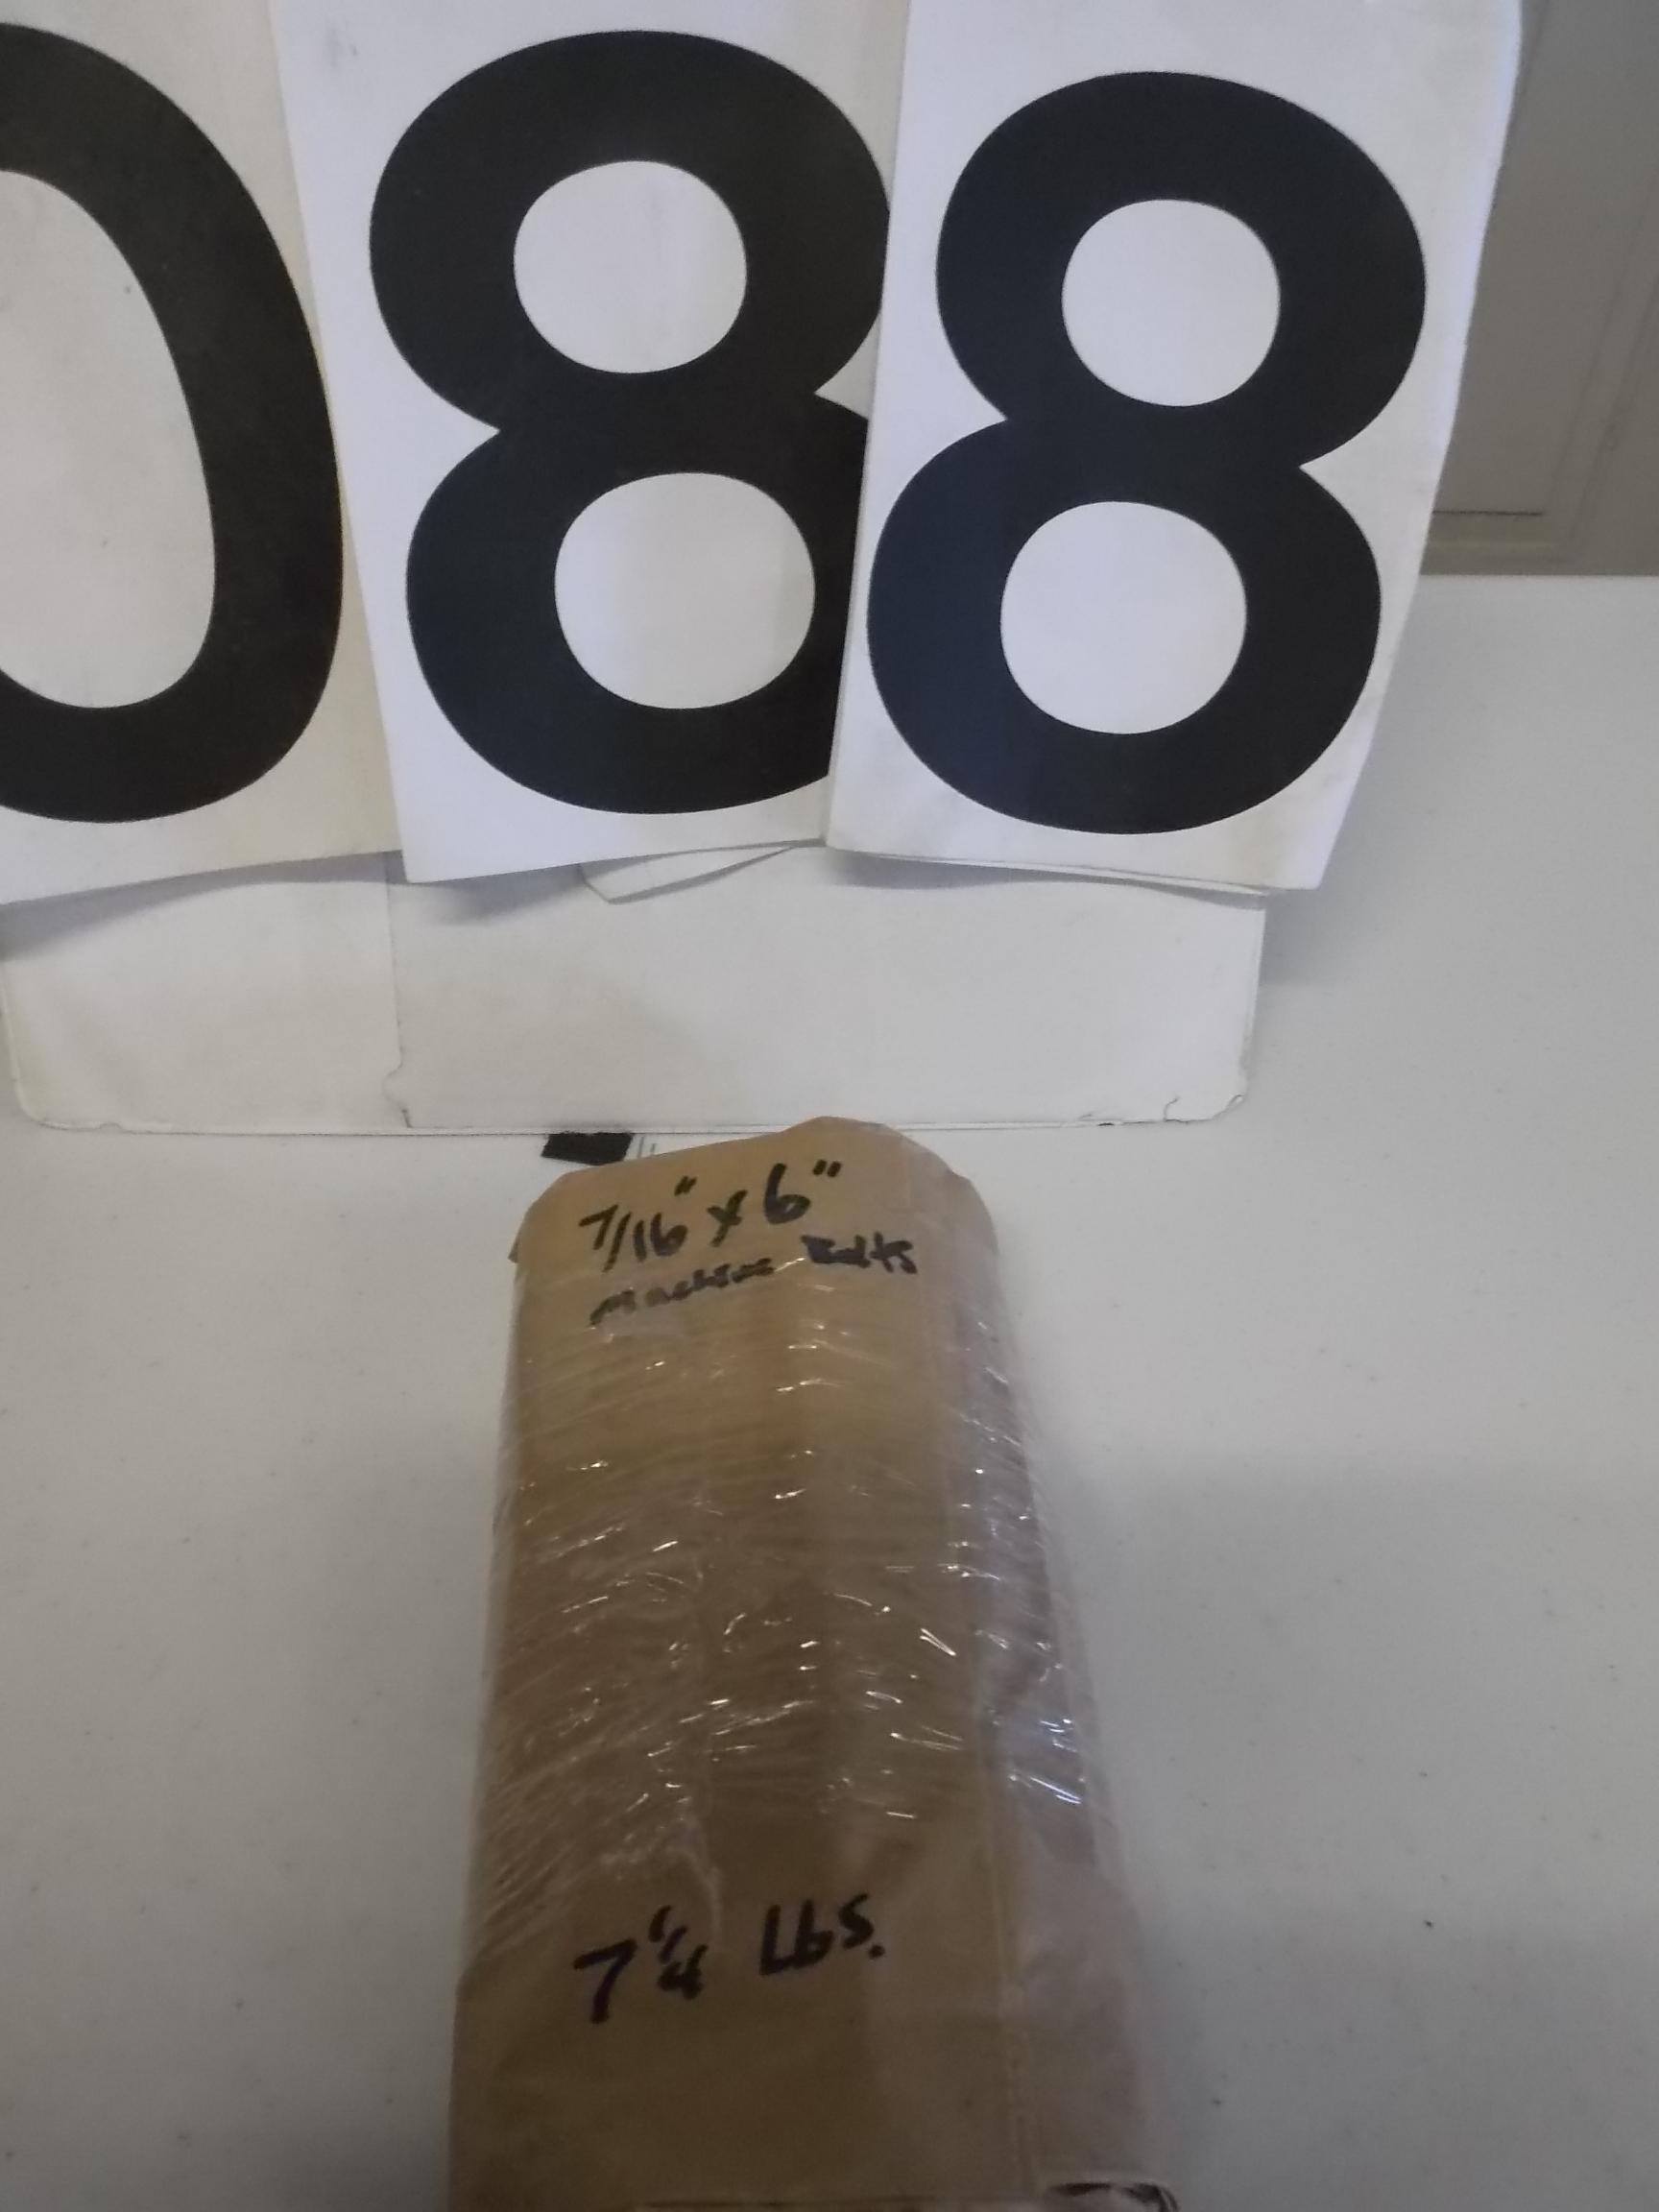 088
7/16" x 6"
Machine Bolts
7 1/4 Lbs.